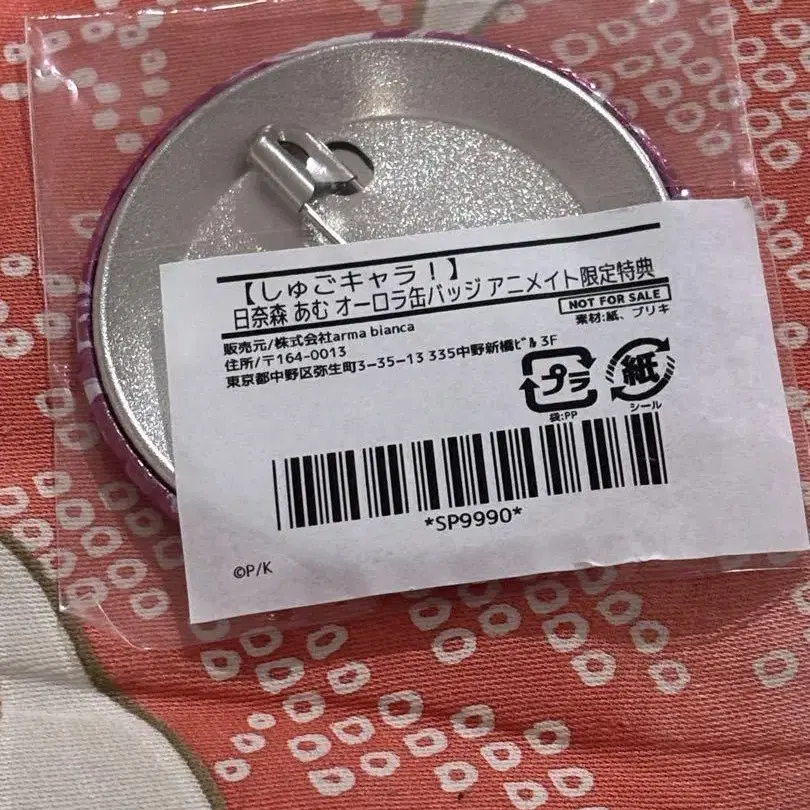 【しゅごキャラ！】
日奈森 あむ オーロラ缶バッジ アニメイト限定特典
NOT FOR SALE
素材:紙、ブリキ
販売元/株式会社arma bianca
住所/〒164-0013
東京都中野区弥生町3-35-13 335中野新橋ﾋﾞﾙ 3F
プラ
袋:PP
紙
シール
*SP9990*
©P/K